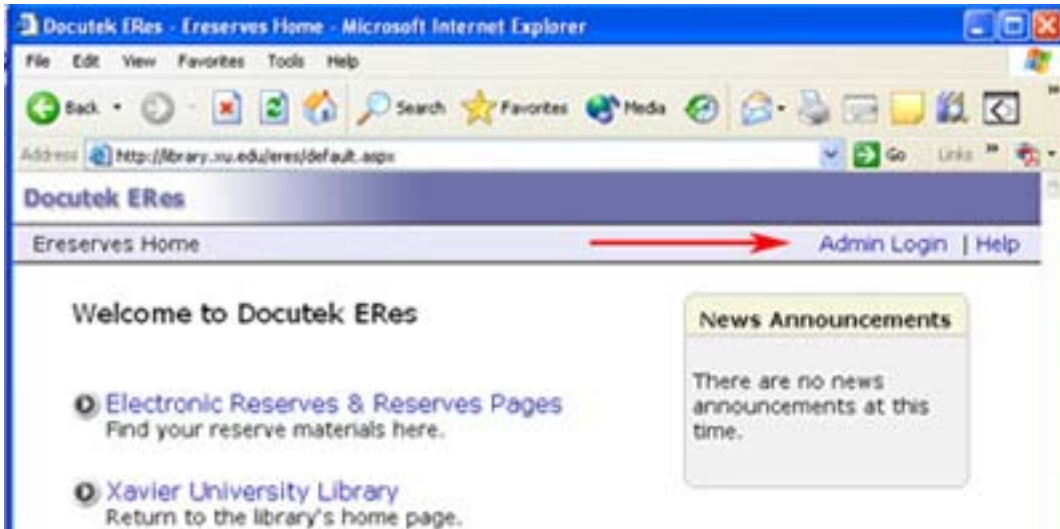 Docutek ERes - Ereserves Home - Microsoft Internet Explorer
File Edit View Favorites Tools Help
Back Search Favorites Media
Address http://library.xu.edu/eres/default.aspx Go Links
Docutek ERes
Ereserves Home Admin Login | Help
Welcome to Docutek ERes
Electronic Reserves & Reserves Pages
Find your reserve materials here.
Xavier University Library
Return to the library's home page.
News Announcements
There are no news
announcements at this
time.